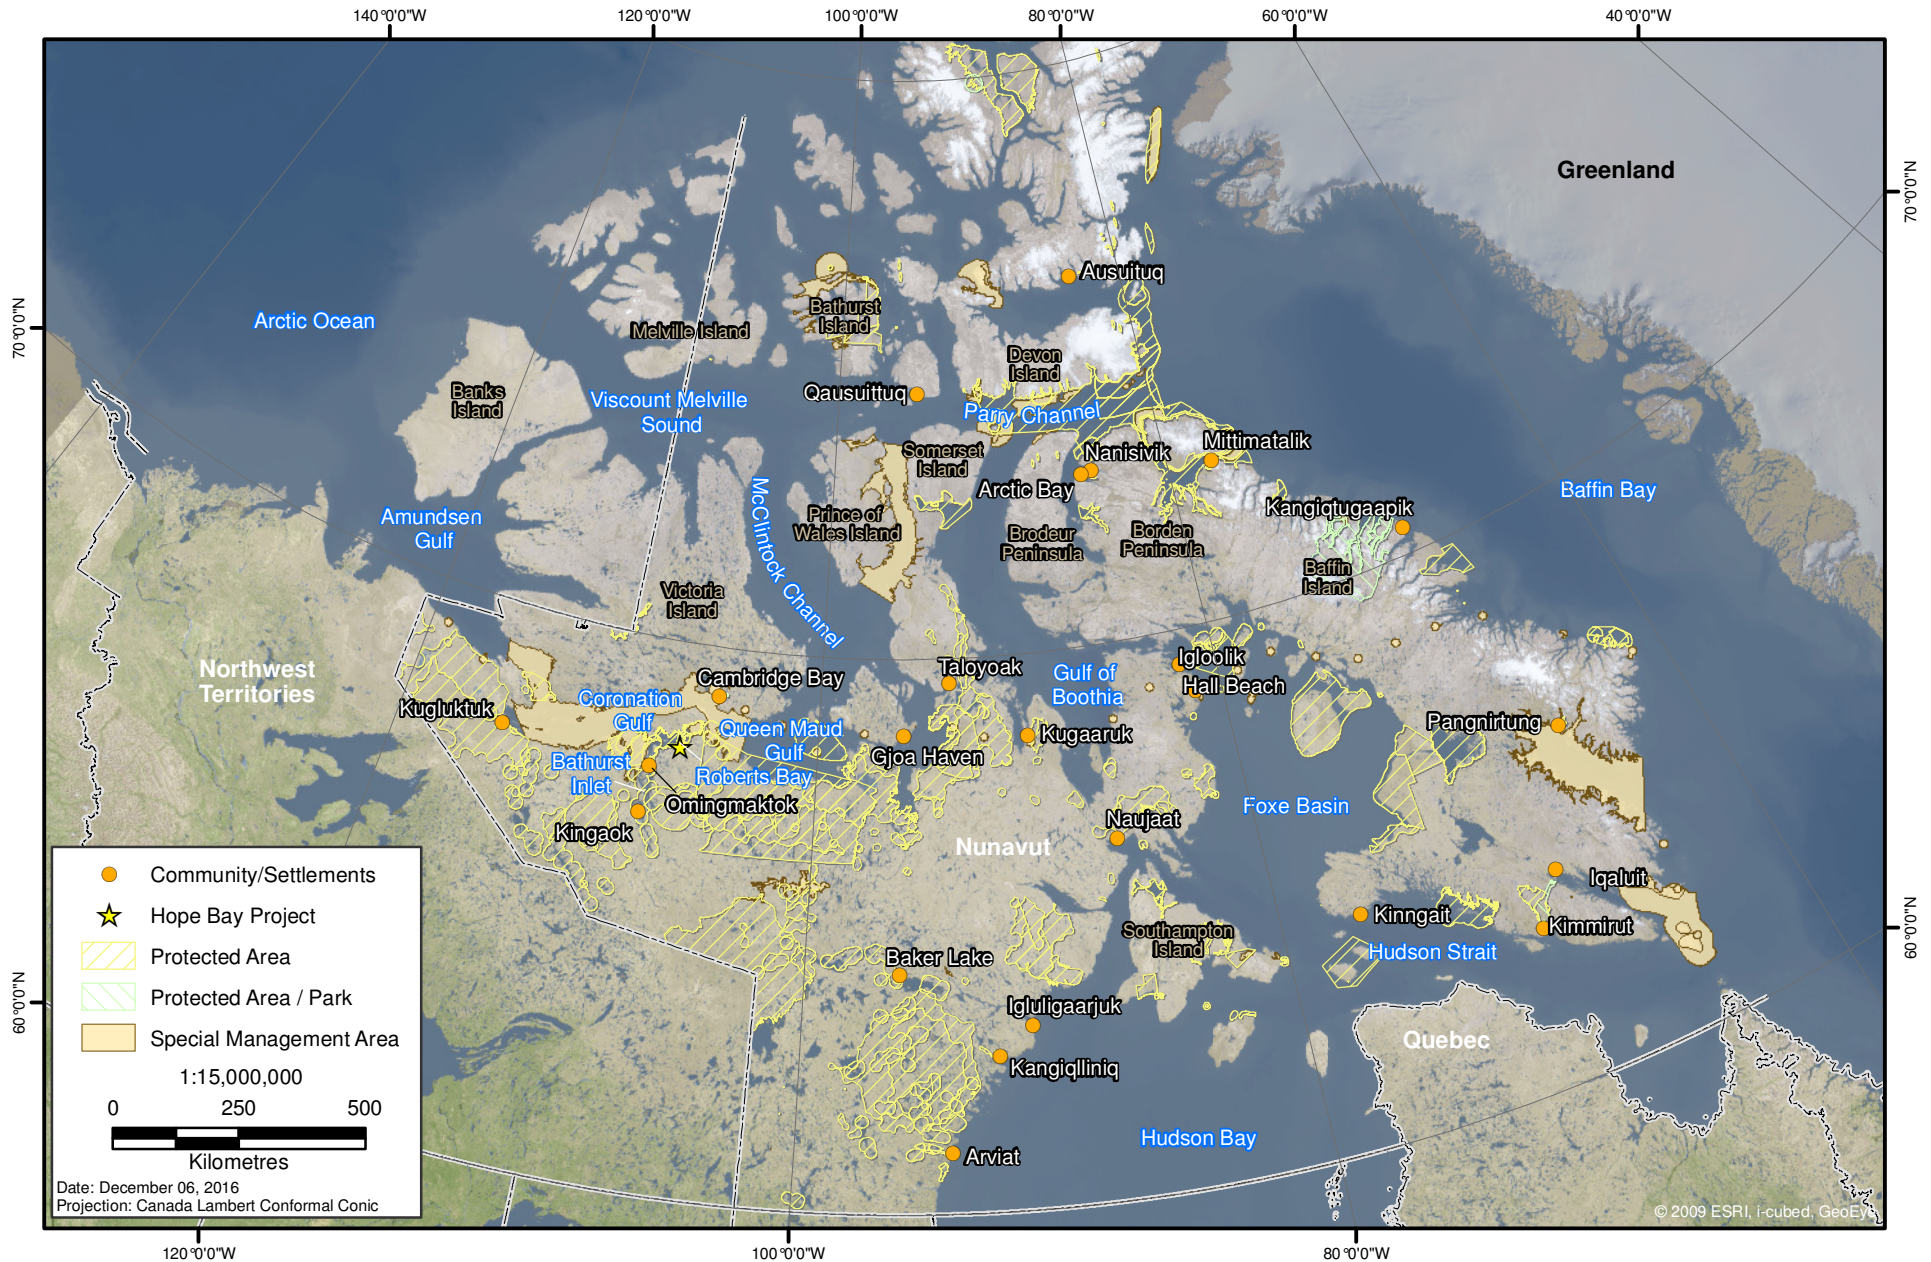 140°0'0"W
120°0'0"W
100°0'0"W
80°0'0"W
60°0'0"W
40°0'0"W
70°0'0"N
70°0'0"N
60°0'0"N
60°0'0"N
Greenland
Ausuituq
Arctic Ocean
Bathurst
Island
Melville Island
Devon
Island
Banks
Island
Viscount Melville
Sound
Qausuittuq
Parry Channel
Mittimatalik
Nanisivik
Somerset
Island
Arctic Bay
Baffin Bay
Kangiqtugaapik
Amundsen
Gulf
McClintock Channel
Prince of
Wales Island
Brodeur
Peninsula
Borden
Peninsula
Baffin
Island
Victoria
Island
Northwest
Territories
Igloolik
Taloyoak
Gulf of
Boothia
Hall Beach
Cambridge Bay
Coronation
Gulf
Kugluktuk
Queen Maud
Gulf
Pangnirtung
Kugaaruk
Gjoa Haven
Bathurst
Inlet
Roberts Bay
Omingmaktok
Foxe Basin
Kingaok
Naujaat
Nunavut
Iqaluit
Kinngait
Kimmirut
Southampton
Island
Hudson Strait
Baker Lake
Igluligaarjuk
Quebec
Kangiqlliniq
Hudson Bay
Arviat
Community/Settlements
Hope Bay Project
Protected Area
Protected Area / Park
Special Management Area
1:15,000,000
0 250 500
Kilometres
Date: December 06, 2016
Projection: Canada Lambert Conformal Conic
© 2009 ESRI, i-cubed, GeoEye
120°0'0"W
100°0'0"W
80°0'0"W